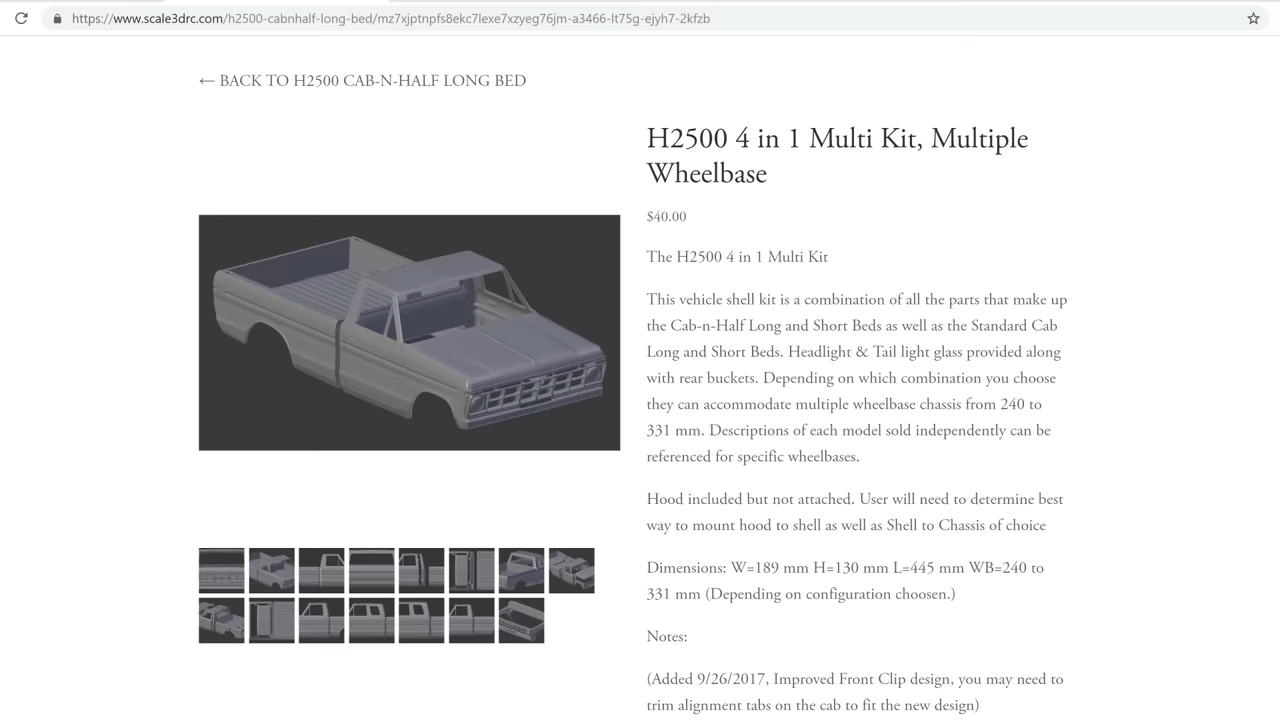 https://www.scale3drc.com/h2500-cabnhalf-long-bed/mz7xjptnpfs8ekc7lexe7xzyeg76jm-a3466-lt75g-ejyh7-2kfzb
← BACK TO H2500 CAB-N-HALF LONG BED
H2500 4 in 1 Multi Kit, Multiple
Wheelbase
$40.00
The H2500 4 in 1 Multi Kit
This vehicle shell kit is a combination of all the parts that make up
the Cab-n-Half Long and Short Beds as well as the Standard Cab
Long and Short Beds. Headlight & Tail light glass provided along
with rear buckets. Depending on which combination you choose
they can accommodate multiple wheelbase chassis from 240 to
331 mm. Descriptions of each model sold independently can be
referenced for specific wheelbases.
Hood included but not attached. User will need to determine best
way to mount hood to shell as well as Shell to Chassis of choice
Dimensions: W=189 mm H=130 mm L=445 mm WB=240 to
331 mm (Depending on configuration choosen.)
Notes:
(Added 9/26/2017, Improved Front Clip design, you may need to
trim alignment tabs on the cab to fit the new design)